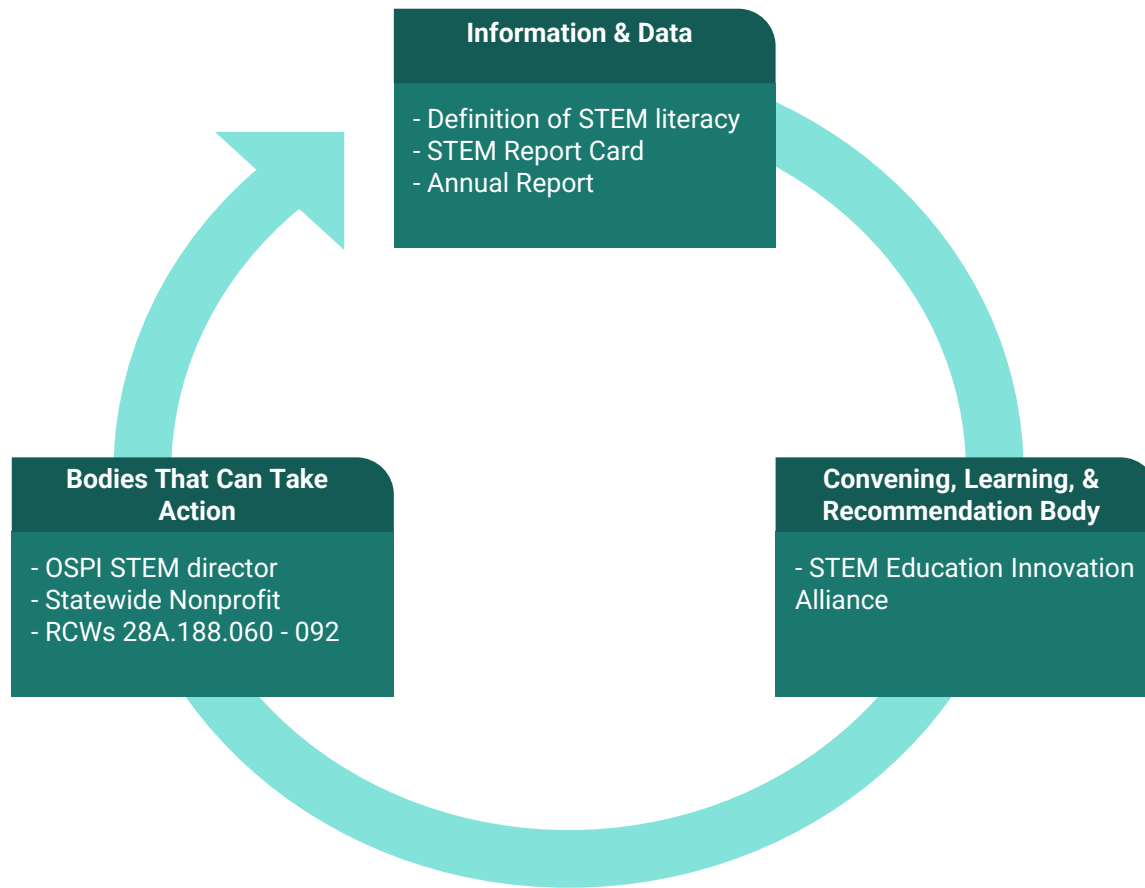 Information & Data
- Definition of STEM literacy
- STEM Report Card
- Annual Report
Bodies That Can Take
Action
- OSPI STEM director
- Statewide Nonprofit
- RCWs 28A.188.060 - 092
Convening, Learning, &
Recommendation Body
- STEM Education Innovation
Alliance